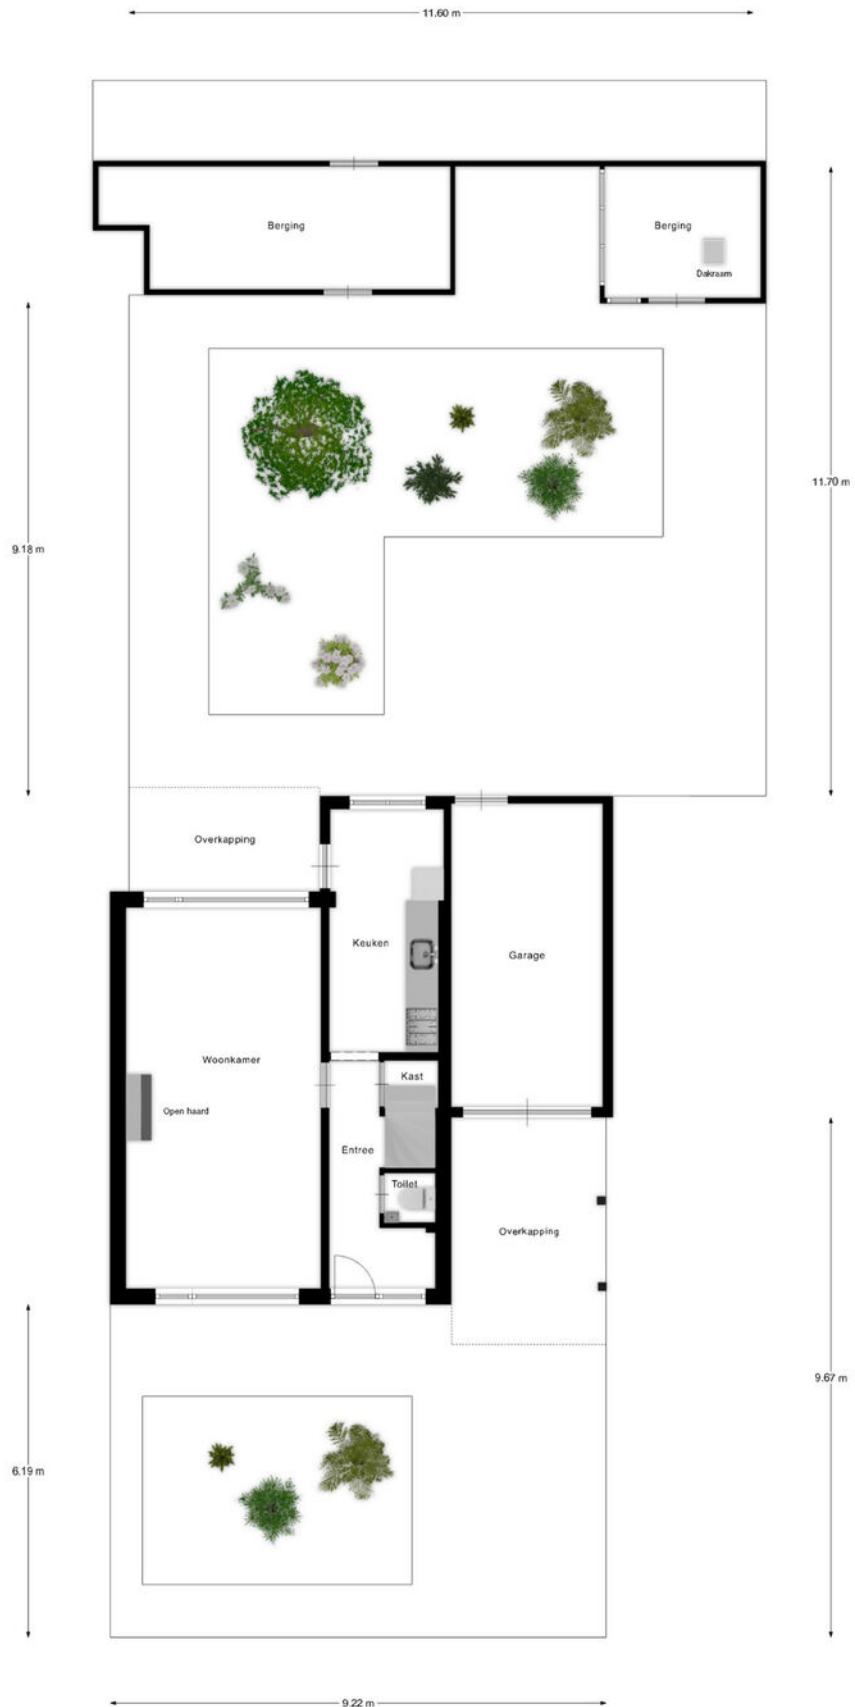 11.60 m
Berging
Berging
Dakraam
11.70 m
9.18 m
Overkapping
Keuken
Garage
Woonkamer
Kast
Open haard
Entree
Toilet
Overkapping
9.67 m
6.19 m
9.22 m